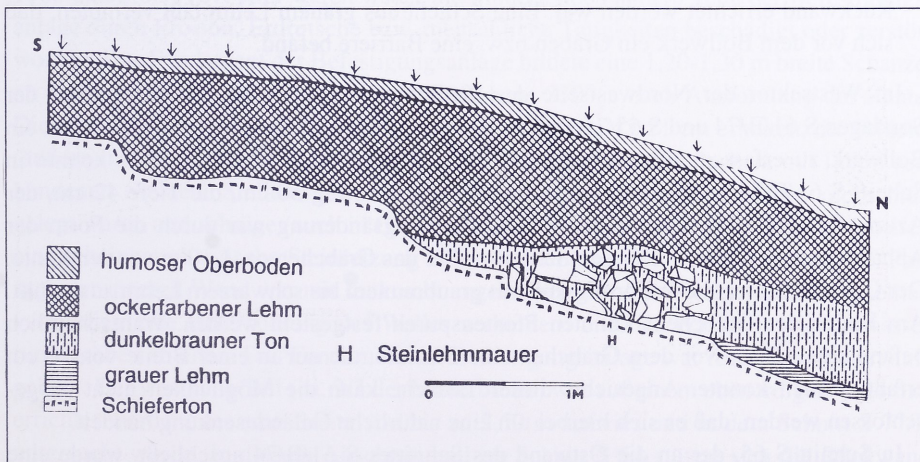 S
N
humoser Oberboden
ockerfarbener Lehm
dunkelbrauner Ton
grauer Lehm
Schieferton
H Steinlehmmauer
H
0 1M